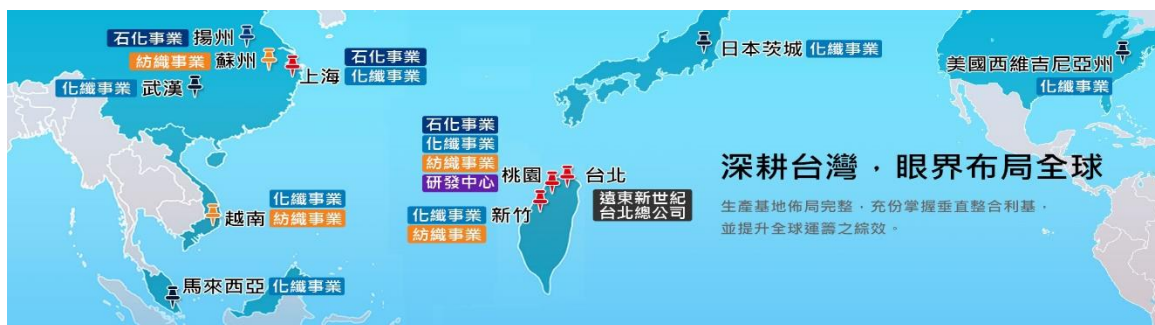 石化事業 揚州
紡織事業 蘇州
上海
石化事業
化纖事業
化纖事業 武漢
日本茨城 化纖事業
美國西維吉尼亞州
化纖事業
石化事業
化纖事業
紡織事業
研發中心
桃園
台北
遠東新世紀
台北總公司
化纖事業
紡織事業
新竹
越南
化纖事業
紡織事業
馬來西亞 化纖事業
深耕台灣，眼界布局全球
生產基地佈局完整，充份掌握垂直整合利基，
並提升全球運籌之綜效。